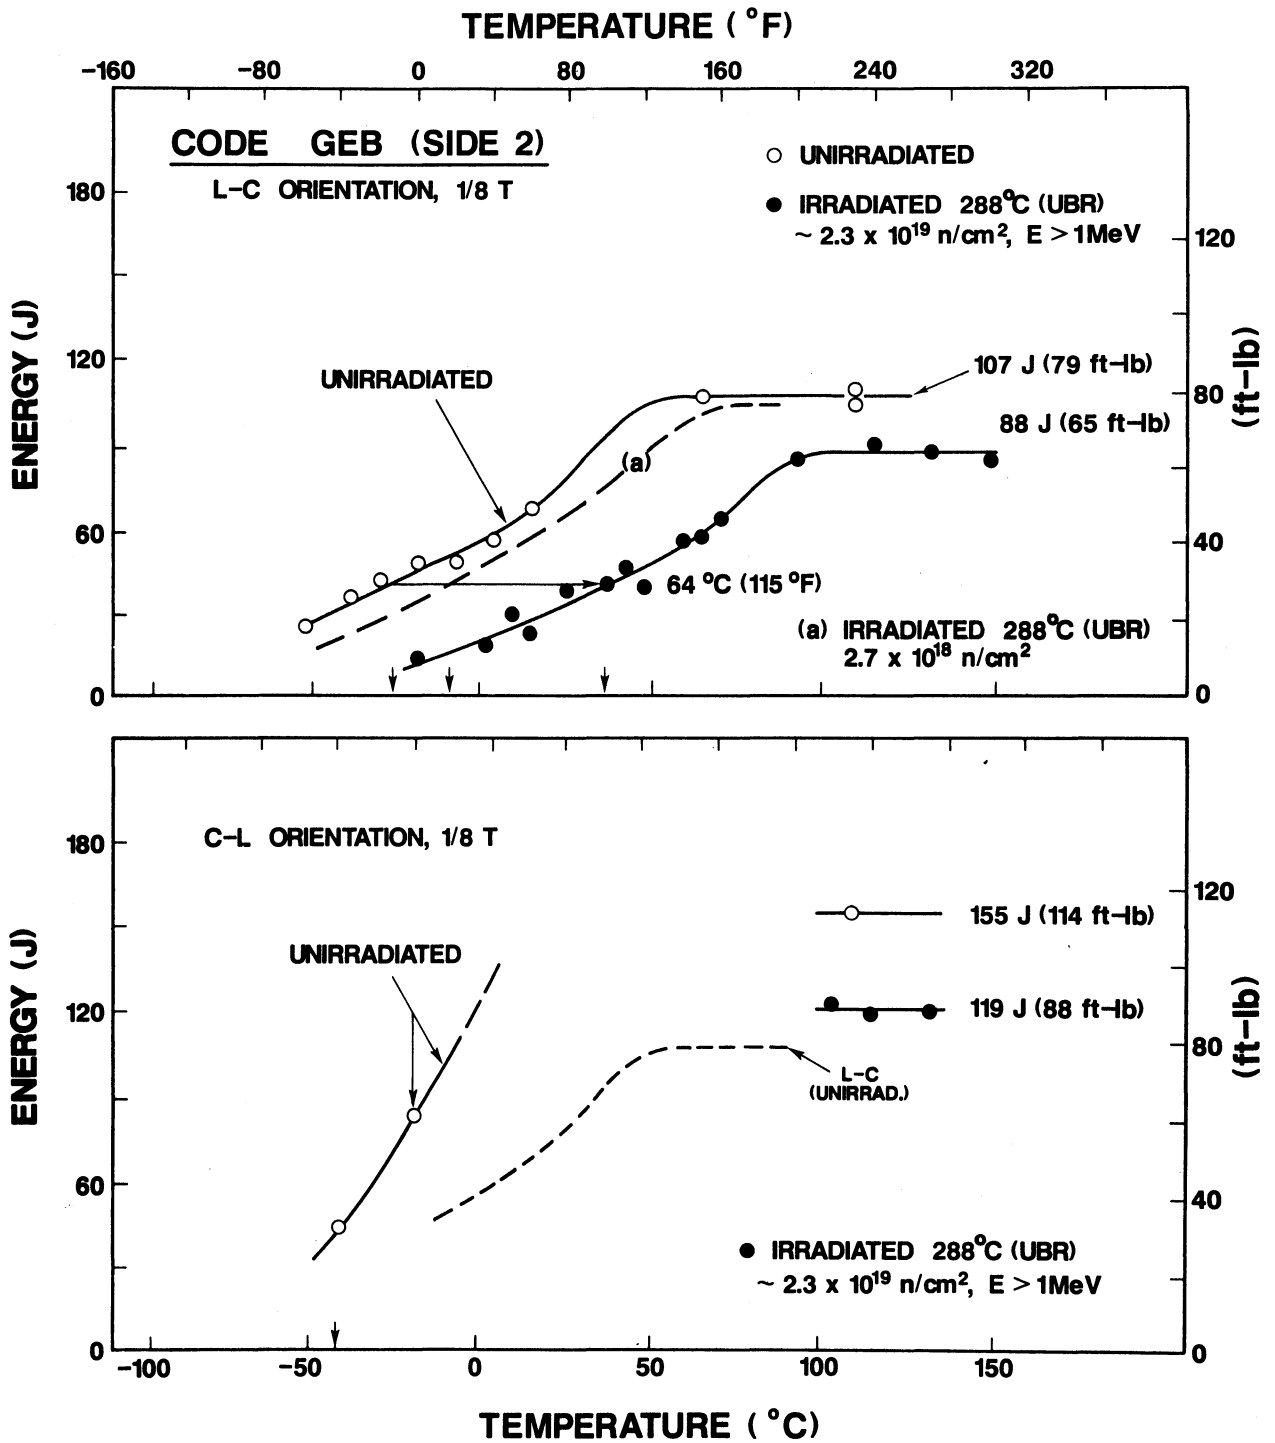 TEMPERATURE (°F)
-160 -80 0 80 160 240 320
CODE GEB (SIDE 2)
L-C ORIENTATION, 1/8 T
○ UNIRRADIATED
● IRRADIATED 288°C (UBR)
~ 2.3 x 10¹⁹ n/cm², E > 1MeV
180
120
60
0
ENERGY (J)
120
80
40
0
(ft-lb)
UNIRRADIATED
107 J (79 ft-lb)
88 J (65 ft-lb)
(a)
64 °C (115 °F)
(a) IRRADIATED 288°C (UBR)
2.7 x 10¹⁸ n/cm²
C-L ORIENTATION, 1/8 T
180
120
60
0
ENERGY (J)
120
80
40
0
(ft-lb)
UNIRRADIATED
155 J (114 ft-lb)
119 J (88 ft-lb)
L-C
(UNIRRAD.)
● IRRADIATED 288°C (UBR)
~ 2.3 x 10¹⁹ n/cm², E > 1MeV
-100 -50 0 50 100 150
TEMPERATURE (°C)